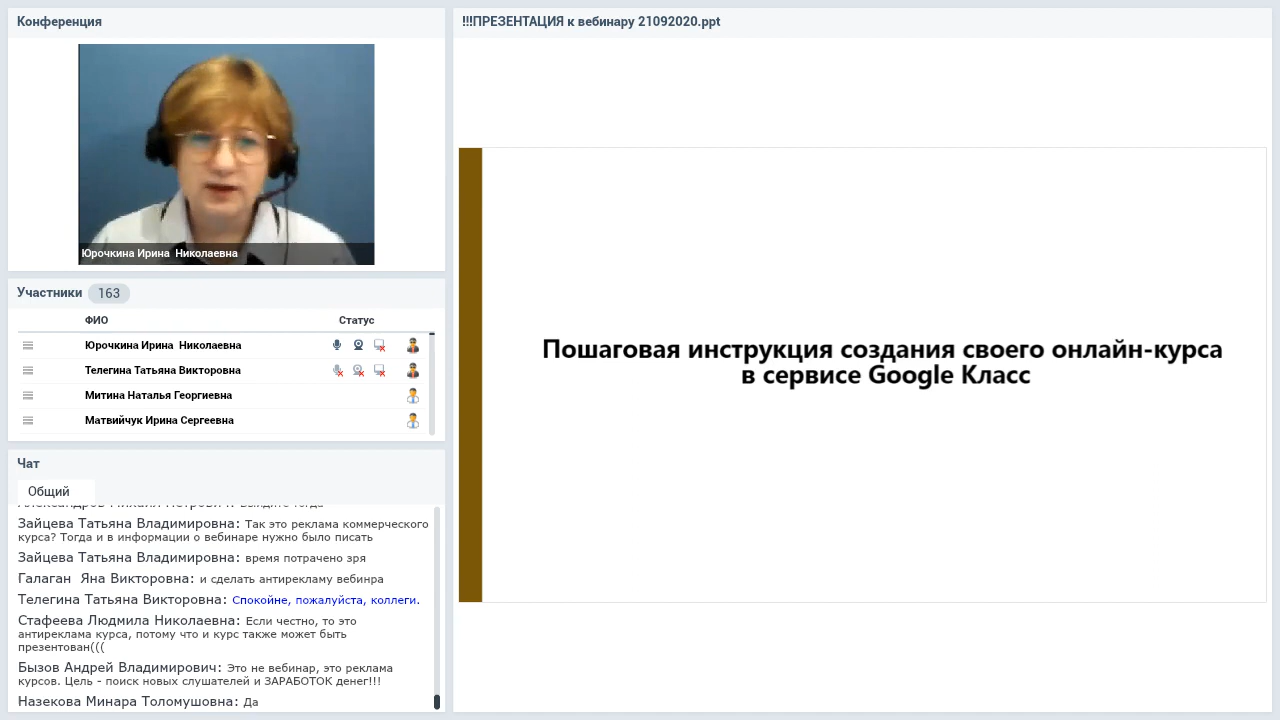 Конференция
Юрочкина Ирина  Николаевна
Участники 163
ФИО Статус
Юрочкина Ирина  Николаевна
Телегина Татьяна Викторовна
Митина Наталья Георгиевна
Матвийчук Ирина Сергеевна
Чат
Общий
Зайцева Татьяна Владимировна: Так это реклама коммерческого
курса? Тогда и в информации о вебинаре нужно было писать
Зайцева Татьяна Владимировна: время потрачено зря
Галаган  Яна Викторовна: и сделать антирекламу вебинра
Телегина Татьяна Викторовна: Спокойне, пожалуйста, коллеги.
Стафеева Людмила Николаевна: Если честно, то это
антиреклама курса, потому что и курс также может быть
презентован(((
Бызов Андрей Владимирович: Это не вебинар, это реклама
курсов. Цель - поиск новых слушателей и ЗАРАБОТОК денег!!!
Назекова Минара Толомушовна: Да
!!!ПРЕЗЕНТАЦИЯ к вебинару 21092020.ppt
Пошаговая инструкция создания своего онлайн-курса
в сервисе Google Класс